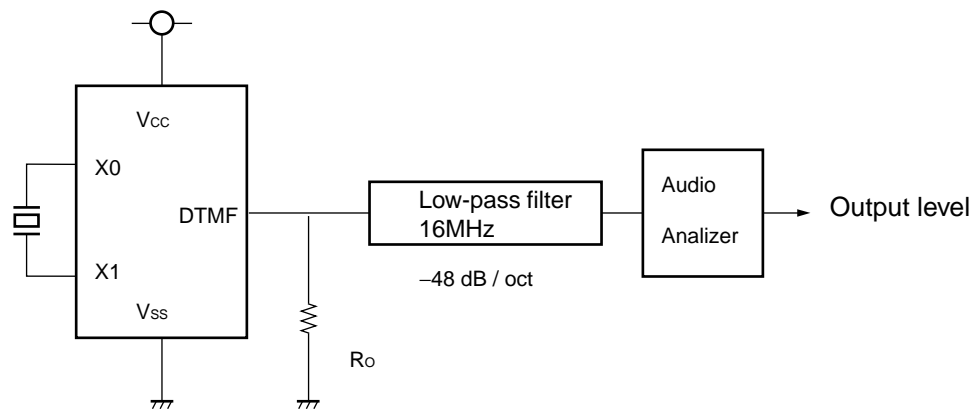 Vcc
X0
DTMF
X1
Vss
Ro
Low-pass filter
16MHz
−48 dB / oct
Audio
Analizer
Output level